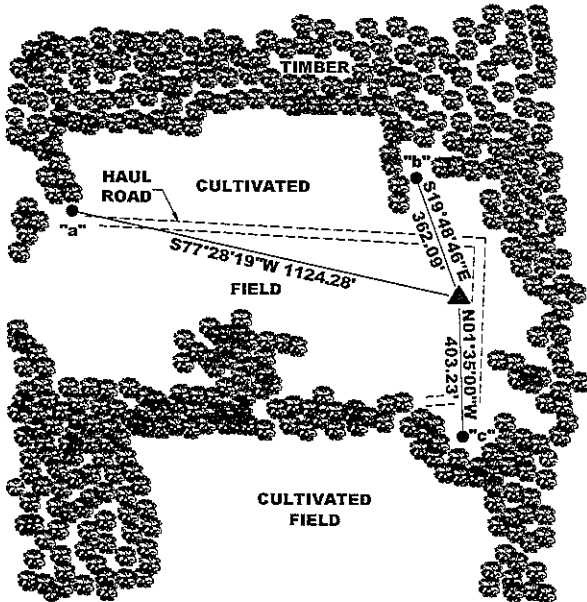 TIMBER
"b"
HAUL
ROAD
CULTIVATED
S19°48'46"E
362.09'
"a"
S77°28'19"W 1124.28'
FIELD
N01°35'00"W
403.23'
"c"
CULTIVATED
FIELD